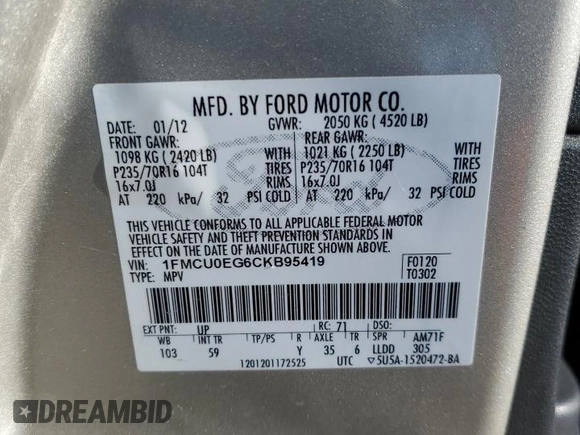 MFD. BY FORD MOTOR CO.
DATE: 01/12 GVWR: 2050 KG ( 4520 LB)
FRONT GAWR: REAR GAWR:
1098 KG ( 2420 LB) 1021 KG ( 2250 LB)
P235/70R16 104T TIRES P235/70R16 104T TIRES
16x7.0J RIMS 16x7.0J RIMS
AT 220 kPa/ 32 PSI COLD AT 220 kPa/ 32 PSI COLD
THIS VEHICLE CONFORMS TO ALL APPLICABLE FEDERAL MOTOR
VEHICLE SAFETY AND THEFT PREVENTION STANDARDS IN
EFFECT ON THE DATE OF MANUFACTURE SHOWN ABOVE.
VIN: 1FMCU0EG6CKB95419 F0120
TYPE: MPV T0302
EXT PNT: UP RC: 71 DSO:
WB INT TR TP/PS R AXLE TR SPR AM71F
103 59 Y 35 6 LLDD 305
1201201172525 UTC ▽5U5A-1520472-BA
DREAMBID